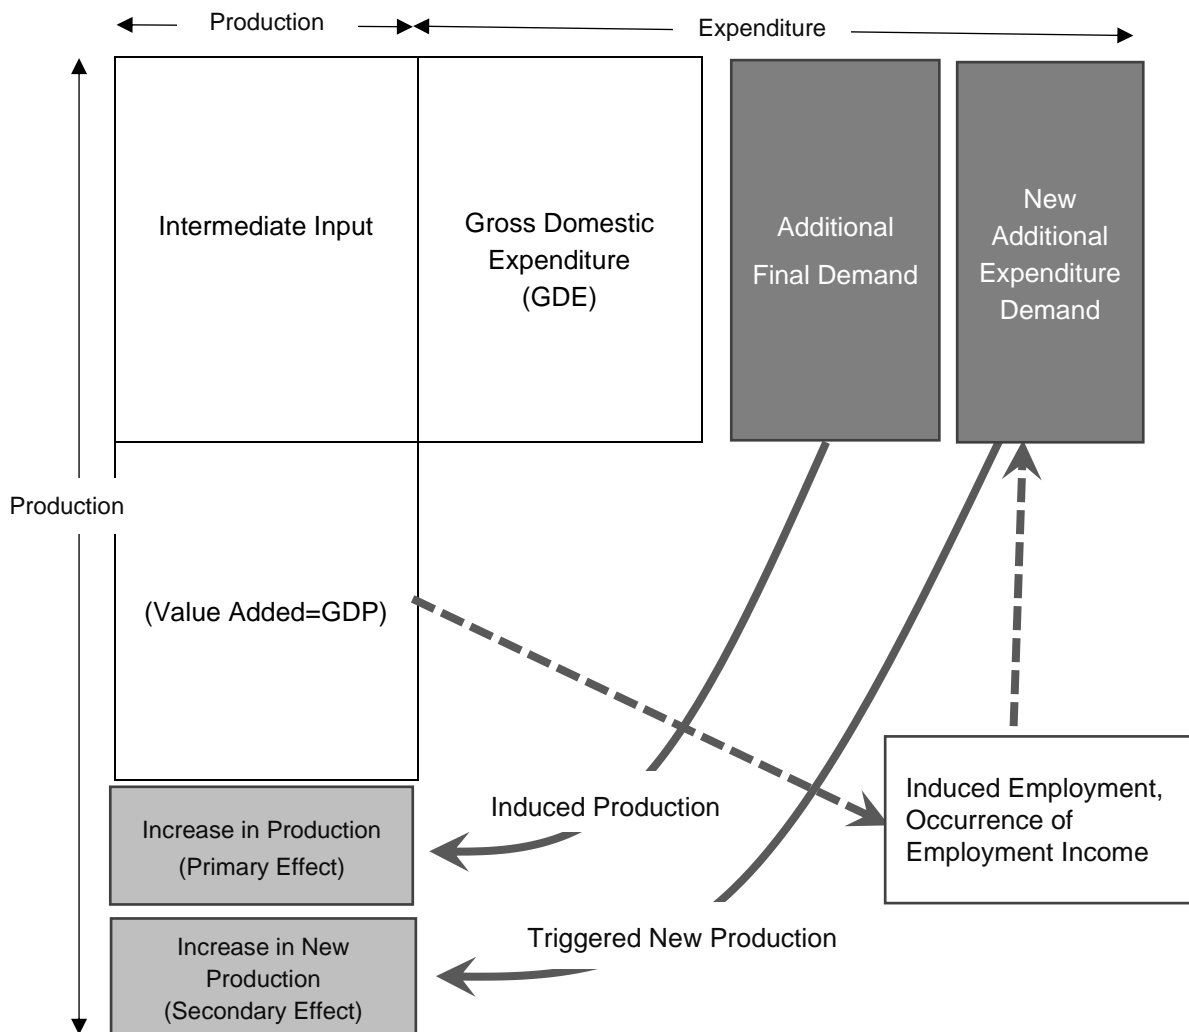 Production
Expenditure
Intermediate Input
Gross Domestic
Expenditure
(GDE)
Additional
Final Demand
New
Additional
Expenditure
Demand
Production
(Value Added=GDP)
Induced Employment,
Occurrence of
Employment Income
Induced Production
Increase in Production
(Primary Effect)
Triggered New Production
Increase in New
Production
(Secondary Effect)